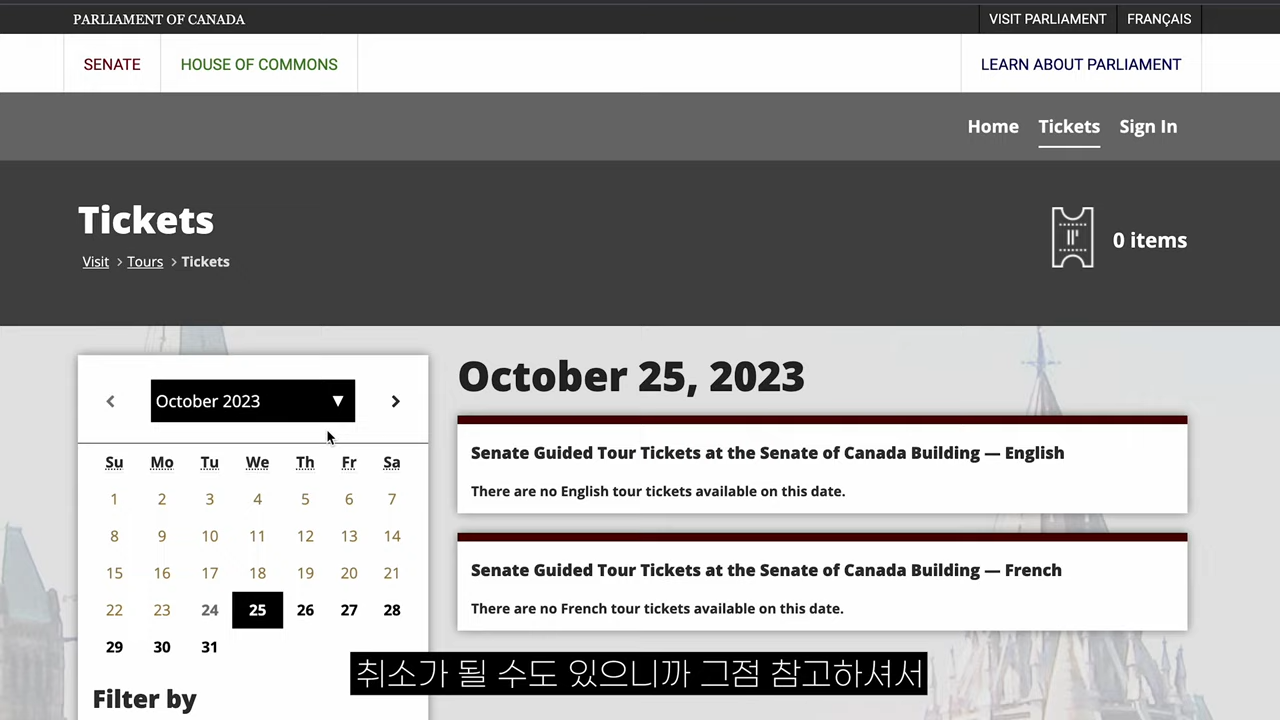 PARLIAMENT OF CANADA
VISIT PARLIAMENT
FRANÇAIS
SENATE
HOUSE OF COMMONS
LEARN ABOUT PARLIAMENT
Home
Tickets
Sign In
Tickets
Visit > Tours > Tickets
0 items
‹ October 2023 ▼ ›
Su Mo Tu We Th Fr Sa
1 2 3 4 5 6 7
8 9 10 11 12 13 14
15 16 17 18 19 20 21
22 23 24 25 26 27 28
29 30 31
Filter by
October 25, 2023
Senate Guided Tour Tickets at the Senate of Canada Building — English
There are no English tour tickets available on this date.
Senate Guided Tour Tickets at the Senate of Canada Building — French
There are no French tour tickets available on this date.
취소가 될 수도 있으니까 그점 참고하셔서